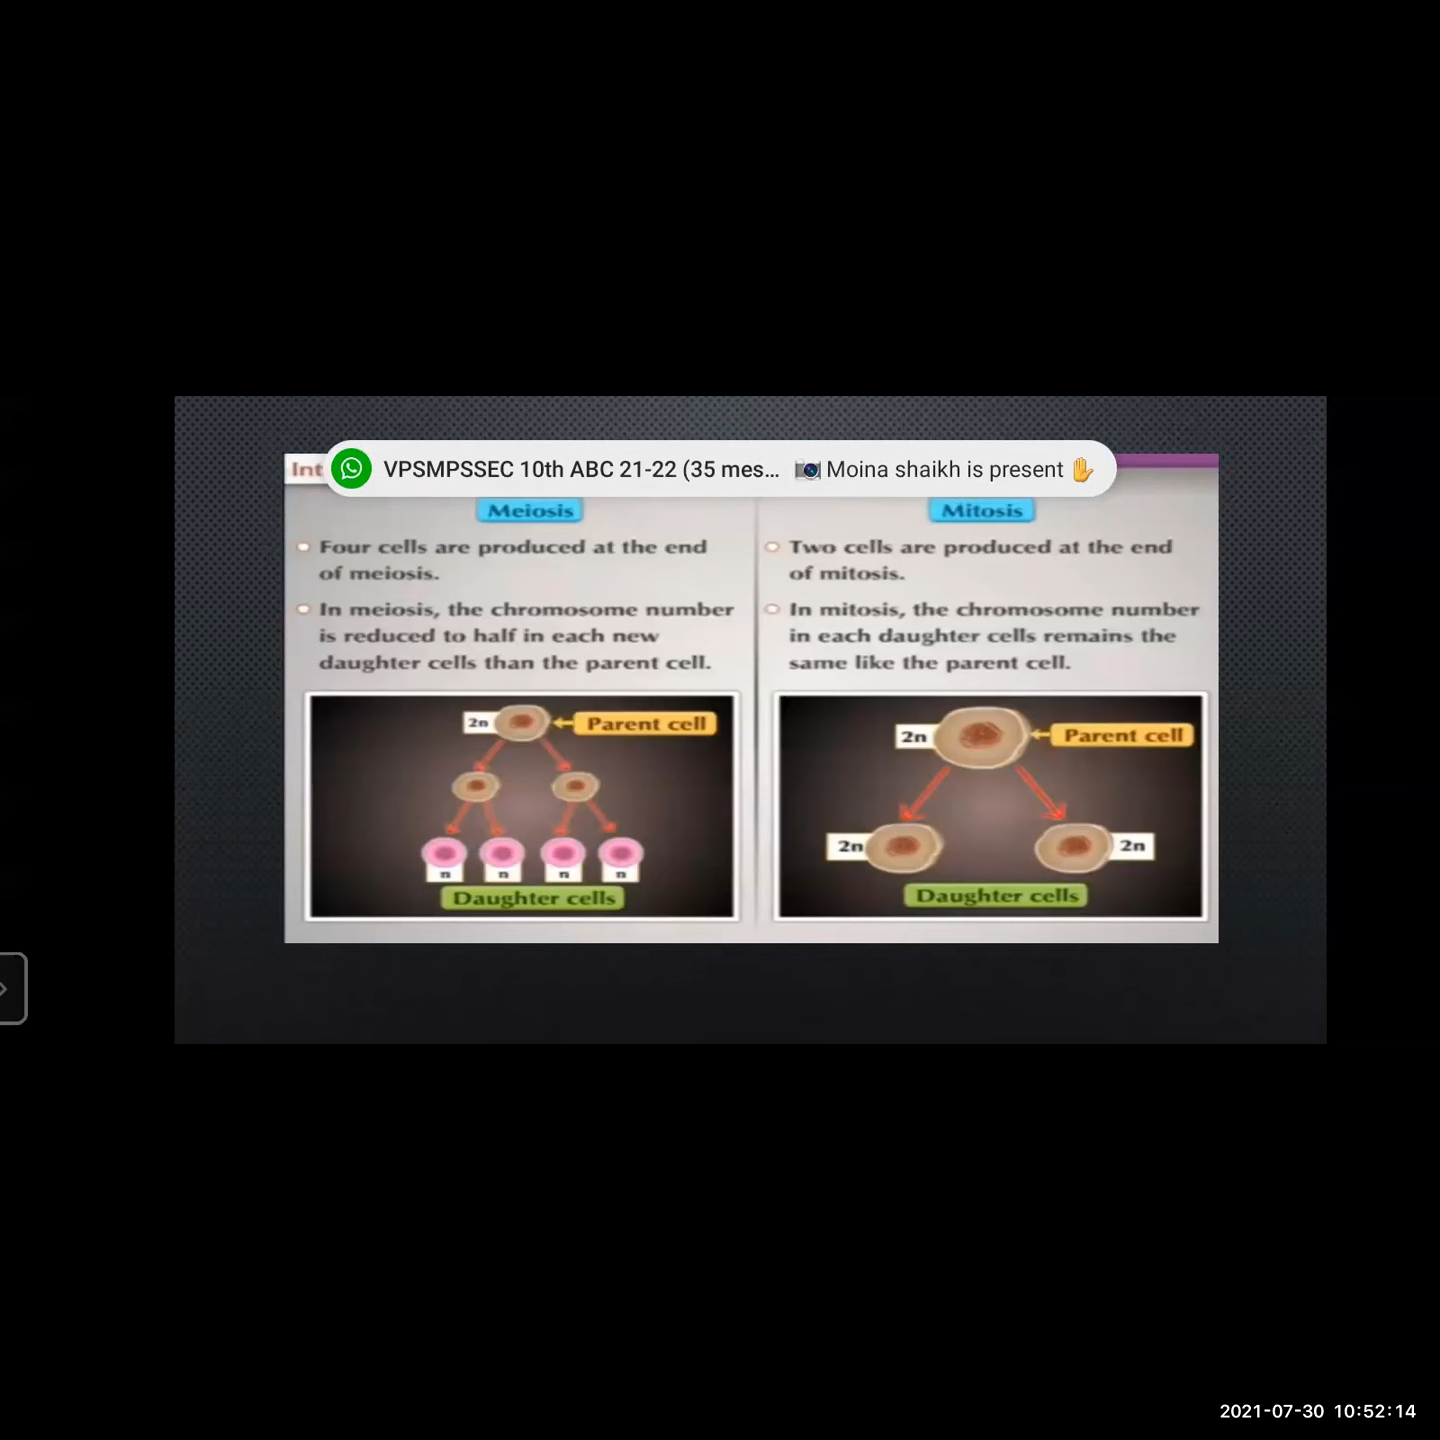 Int
VPSMPSSEC 10th ABC 21-22 (35 mes... 📷 Moina shaikh is present ✋
Meiosis
Four cells are produced at the end
of meiosis.
In meiosis, the chromosome number
is reduced to half in each new
daughter cells than the parent cell.
2n
Parent cell
n n n n
Daughter cells
Mitosis
Two cells are produced at the end
of mitosis.
In mitosis, the chromosome number
in each daughter cells remains the
same like the parent cell.
2n
Parent cell
2n
2n
Daughter cells
2021-07-30 10:52:14